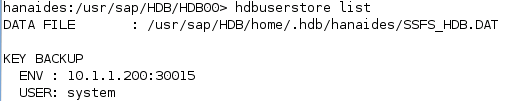 hanaides:/usr/sap/HDB/HDB00> hdbuserstore list
DATA FILE       : /usr/sap/HDB/home/.hdb/hanaides/SSFS_HDB.DAT

KEY BACKUP
  ENV : 10.1.1.200:30015
  USER: system